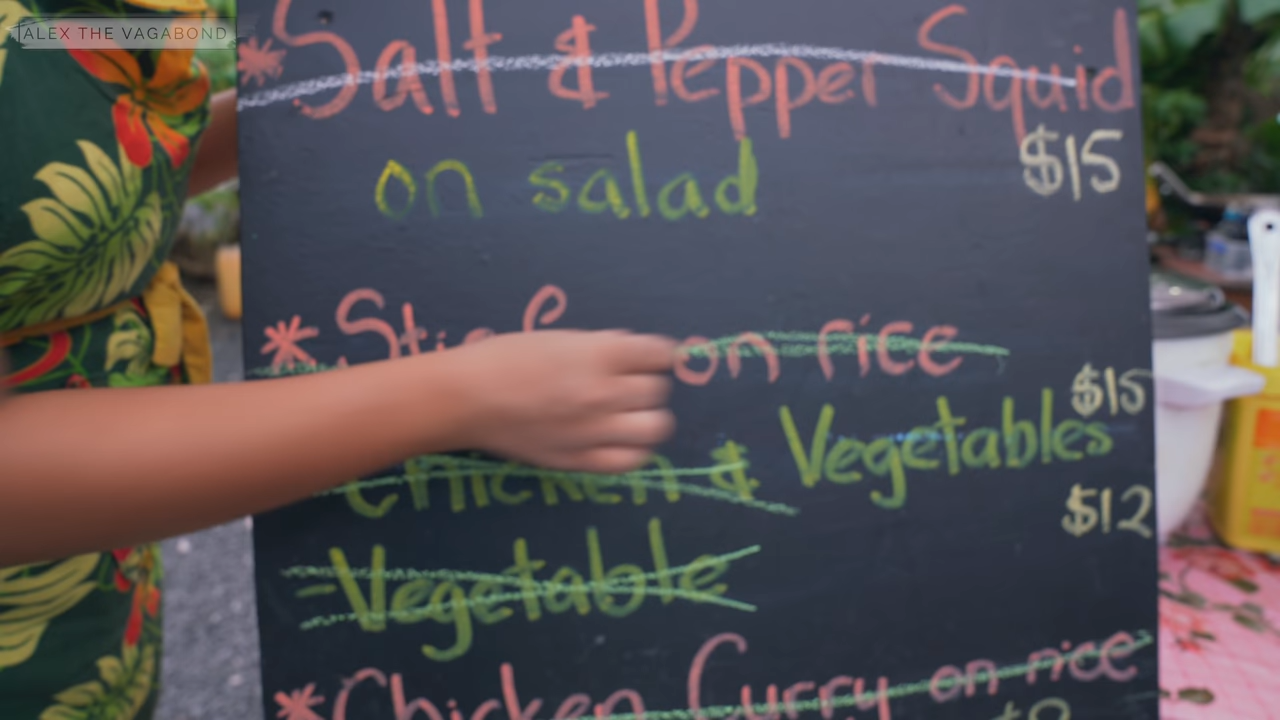 ALEX THE VAGABOND
* Salt & Pepper Squid
on salad $15
* on rice
$15
Chicken & Vegetables
$12
- Vegetable
* Chicken Curry on rice